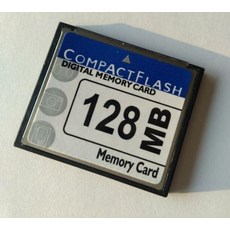 COMPACTFLASH
DIGITAL MEMORY CARD
128 MB
Memory Card